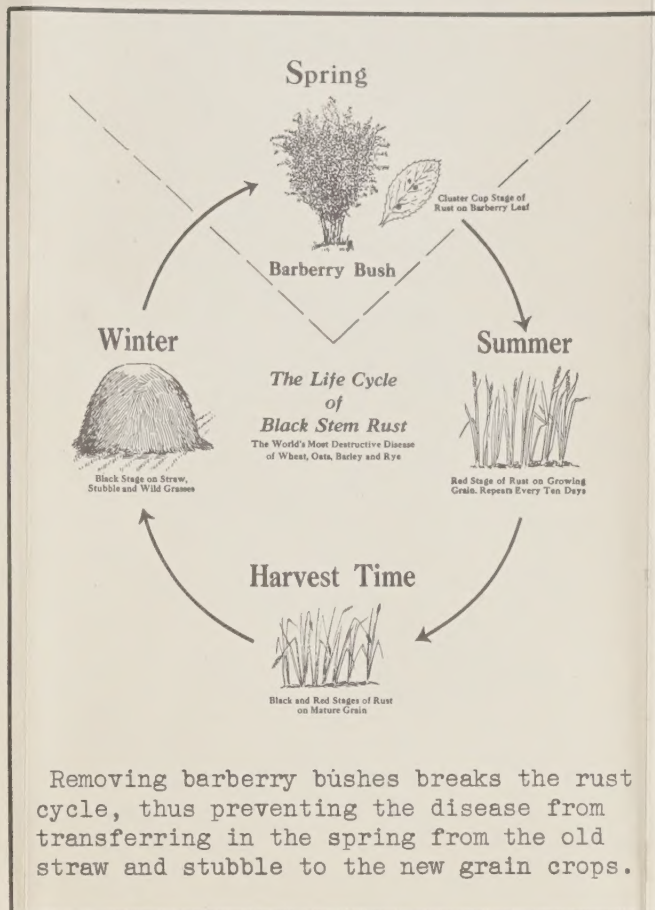 Spring
Cluster Cup Stage of
Rust on Barberry Leaf
Barberry Bush
Winter
Summer
The Life Cycle
of
Black Stem Rust
The World's Most Destructive Disease
of Wheat, Oats, Barley and Rye
Black Stage on Straw,
Stubble and Wild Grasses
Red Stage of Rust on Growing
Grain. Repeats Every Ten Days
Harvest Time
Black and Red Stages of Rust
on Mature Grain
Removing barberry bushes breaks the rust
cycle, thus preventing the disease from
transferring in the spring from the old
straw and stubble to the new grain crops.